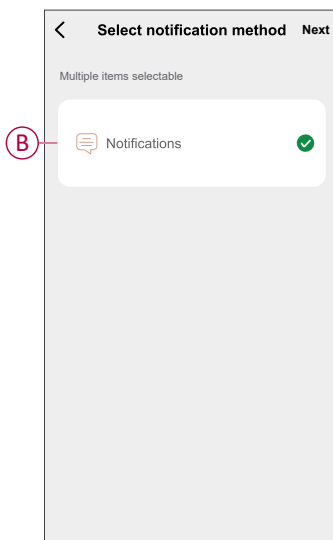 Select notification method Next
Multiple items selectable
B
Notifications